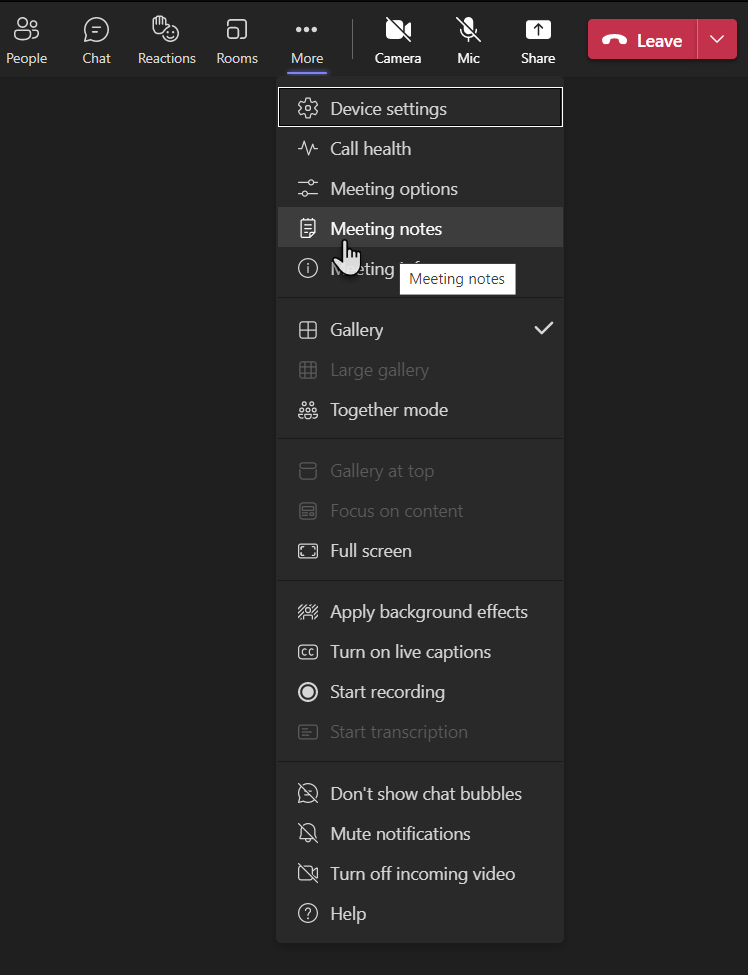 People
Chat
Reactions
Rooms
More
Camera
Mic
Share
Leave
Device settings
Call health
Meeting options
Meeting notes
Meeting
Meeting notes
Gallery
Large gallery
Together mode
Gallery at top
Focus on content
Full screen
Apply background effects
CC Turn on live captions
Start recording
Start transcription
Don't show chat bubbles
Mute notifications
Turn off incoming video
Help